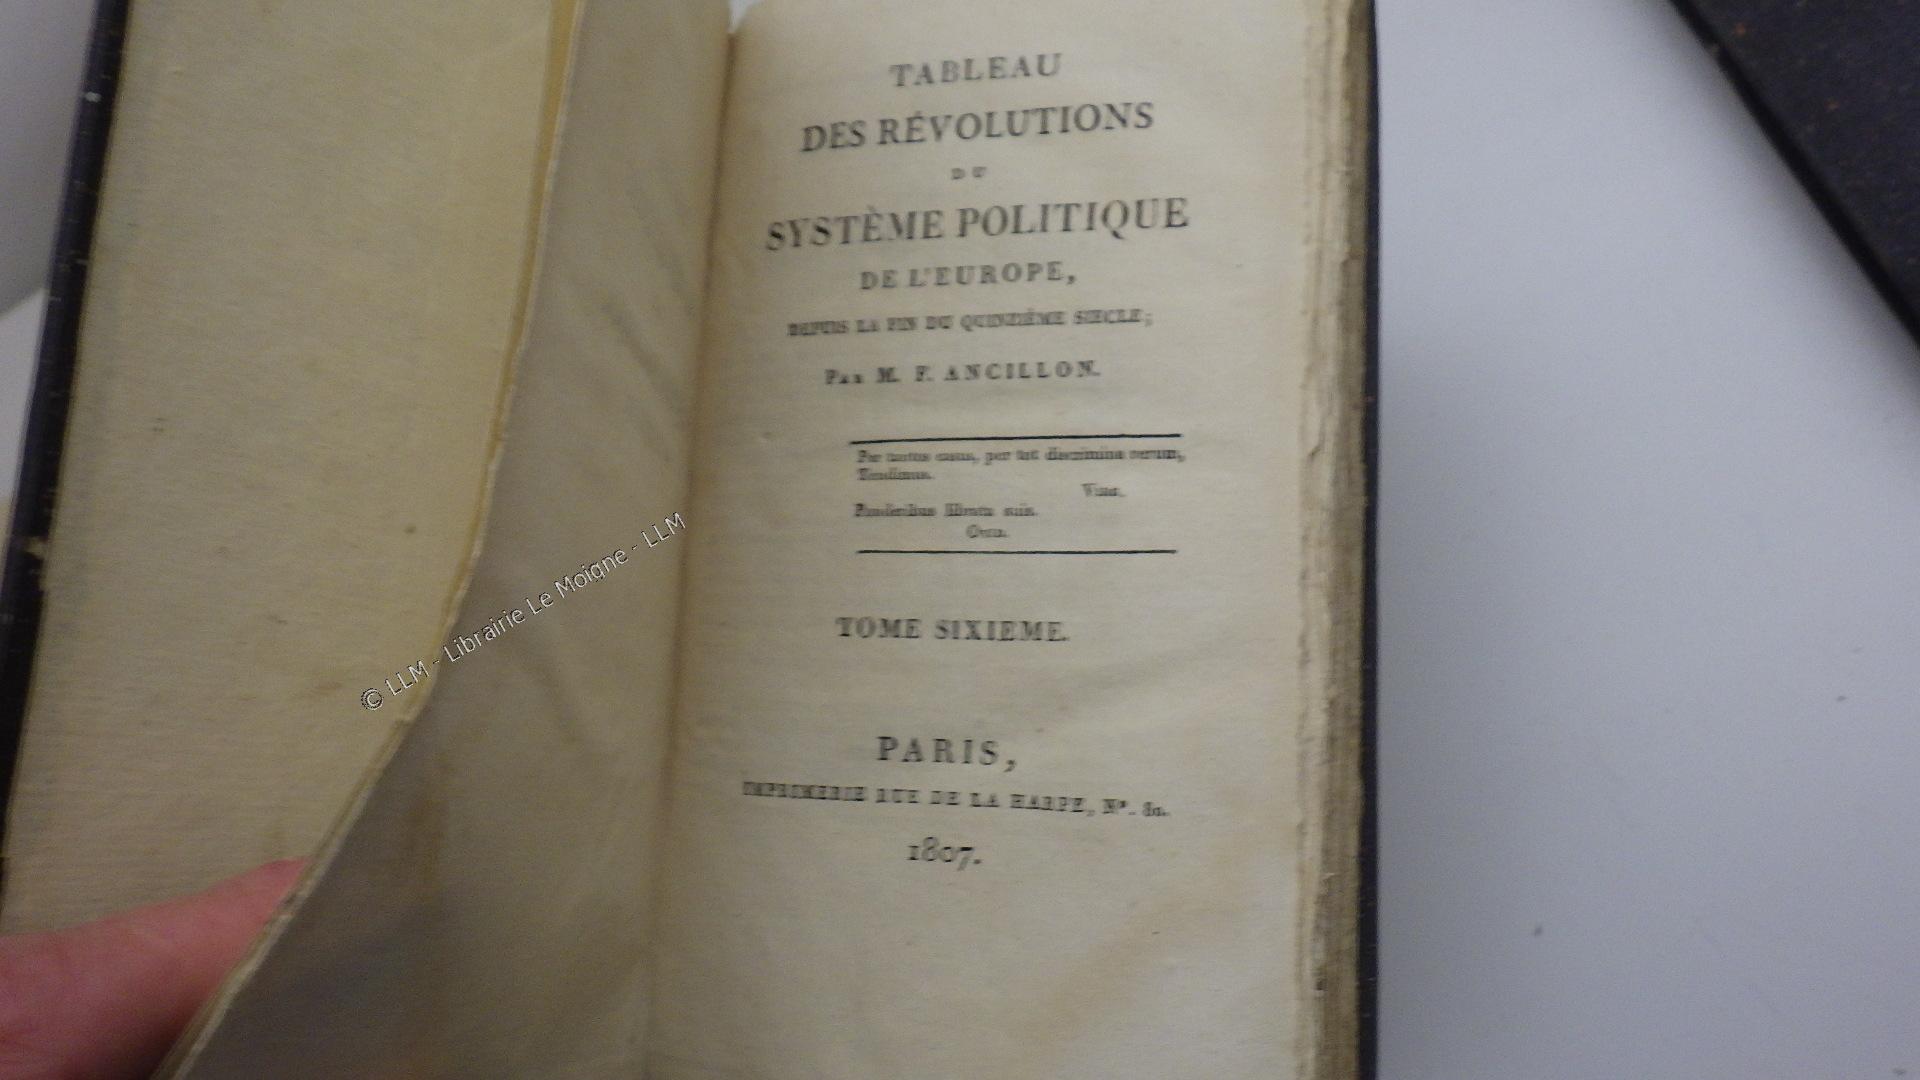 TABLEAU
DES RÉVOLUTIONS
DU
SYSTÈME POLITIQUE
DE L'EUROPE,
DEPUIS LA FIN DU QUINZIÈME SIECLE;
PAR M. F. ANCILLON.
Per varios casus, per tot discrimina rerum,
Tendimus.
VIRG.
Ponderibus librata suis.
OVID.
TOME SIXIEME.
PARIS,
IMPRIMERIE RUE DE LA HARPE, N°. 80.
1807.
© LLM - Librairie Le Moigne - LLM